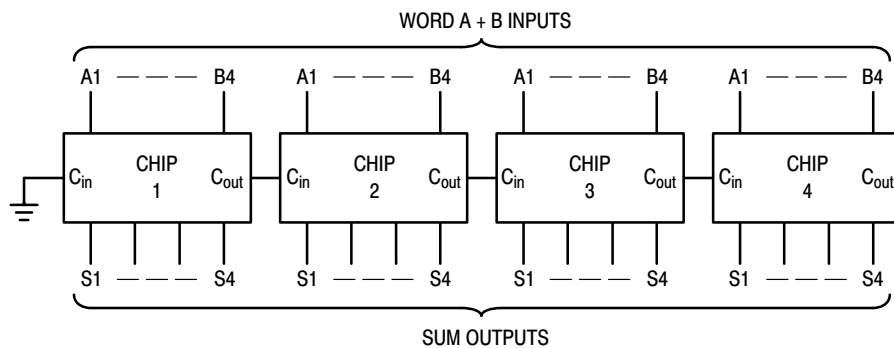 WORD A + B INPUTS
A1 — — — B4 A1 — — — B4 A1 — — — B4 A1 — — — B4
Cin CHIP 1 Cout Cin CHIP 2 Cout Cin CHIP 3 Cout Cin CHIP 4 Cout
S1 — — — S4 S1 — — — S4 S1 — — — S4 S1 — — — S4
SUM OUTPUTS